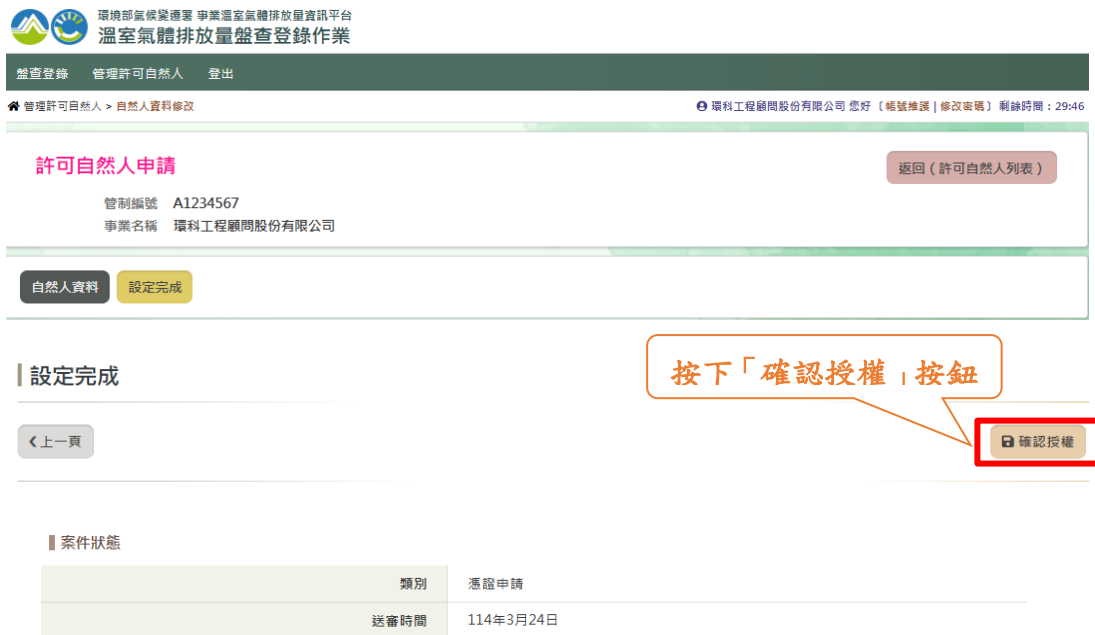 環境部氣候變遷署 事業溫室氣體排放量資訊平台
溫室氣體排放量盤查登錄作業
盤查登錄 管理許可自然人 登出
管理許可自然人 > 自然人資料修改
環科工程顧問股份有限公司 您好 〔帳號維護 | 修改密碼〕 剩餘時間：29:46
許可自然人申請
返回 ( 許可自然人列表 )
管制編號 A1234567
事業名稱 環科工程顧問股份有限公司
自然人資料 設定完成
按下「確認授權」按鈕
設定完成
上一頁
確認授權
案件狀態
類別 憑證申請
送審時間 114年3月24日